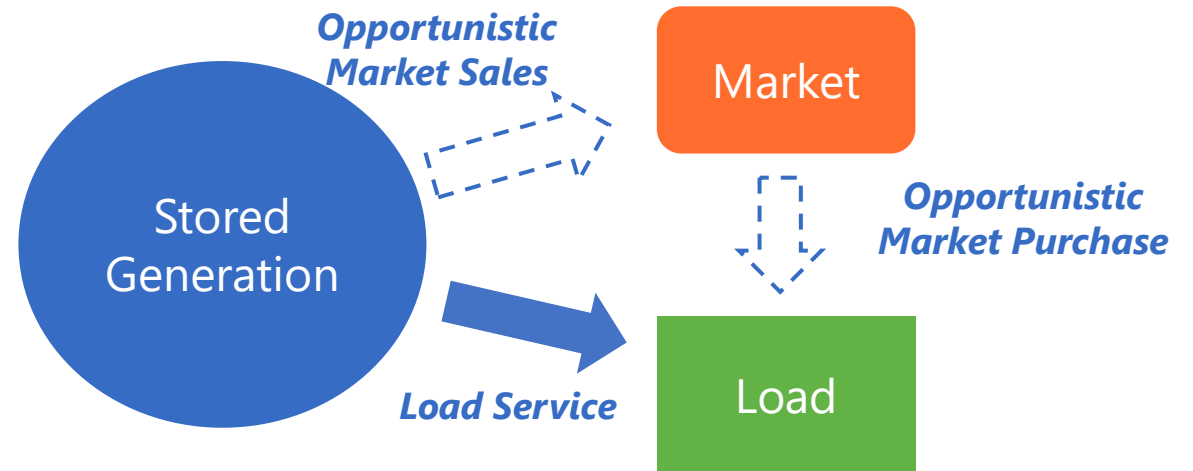 Opportunistic
Market Sales
Market
Stored
Generation
Opportunistic
Market Purchase
Load Service
Load